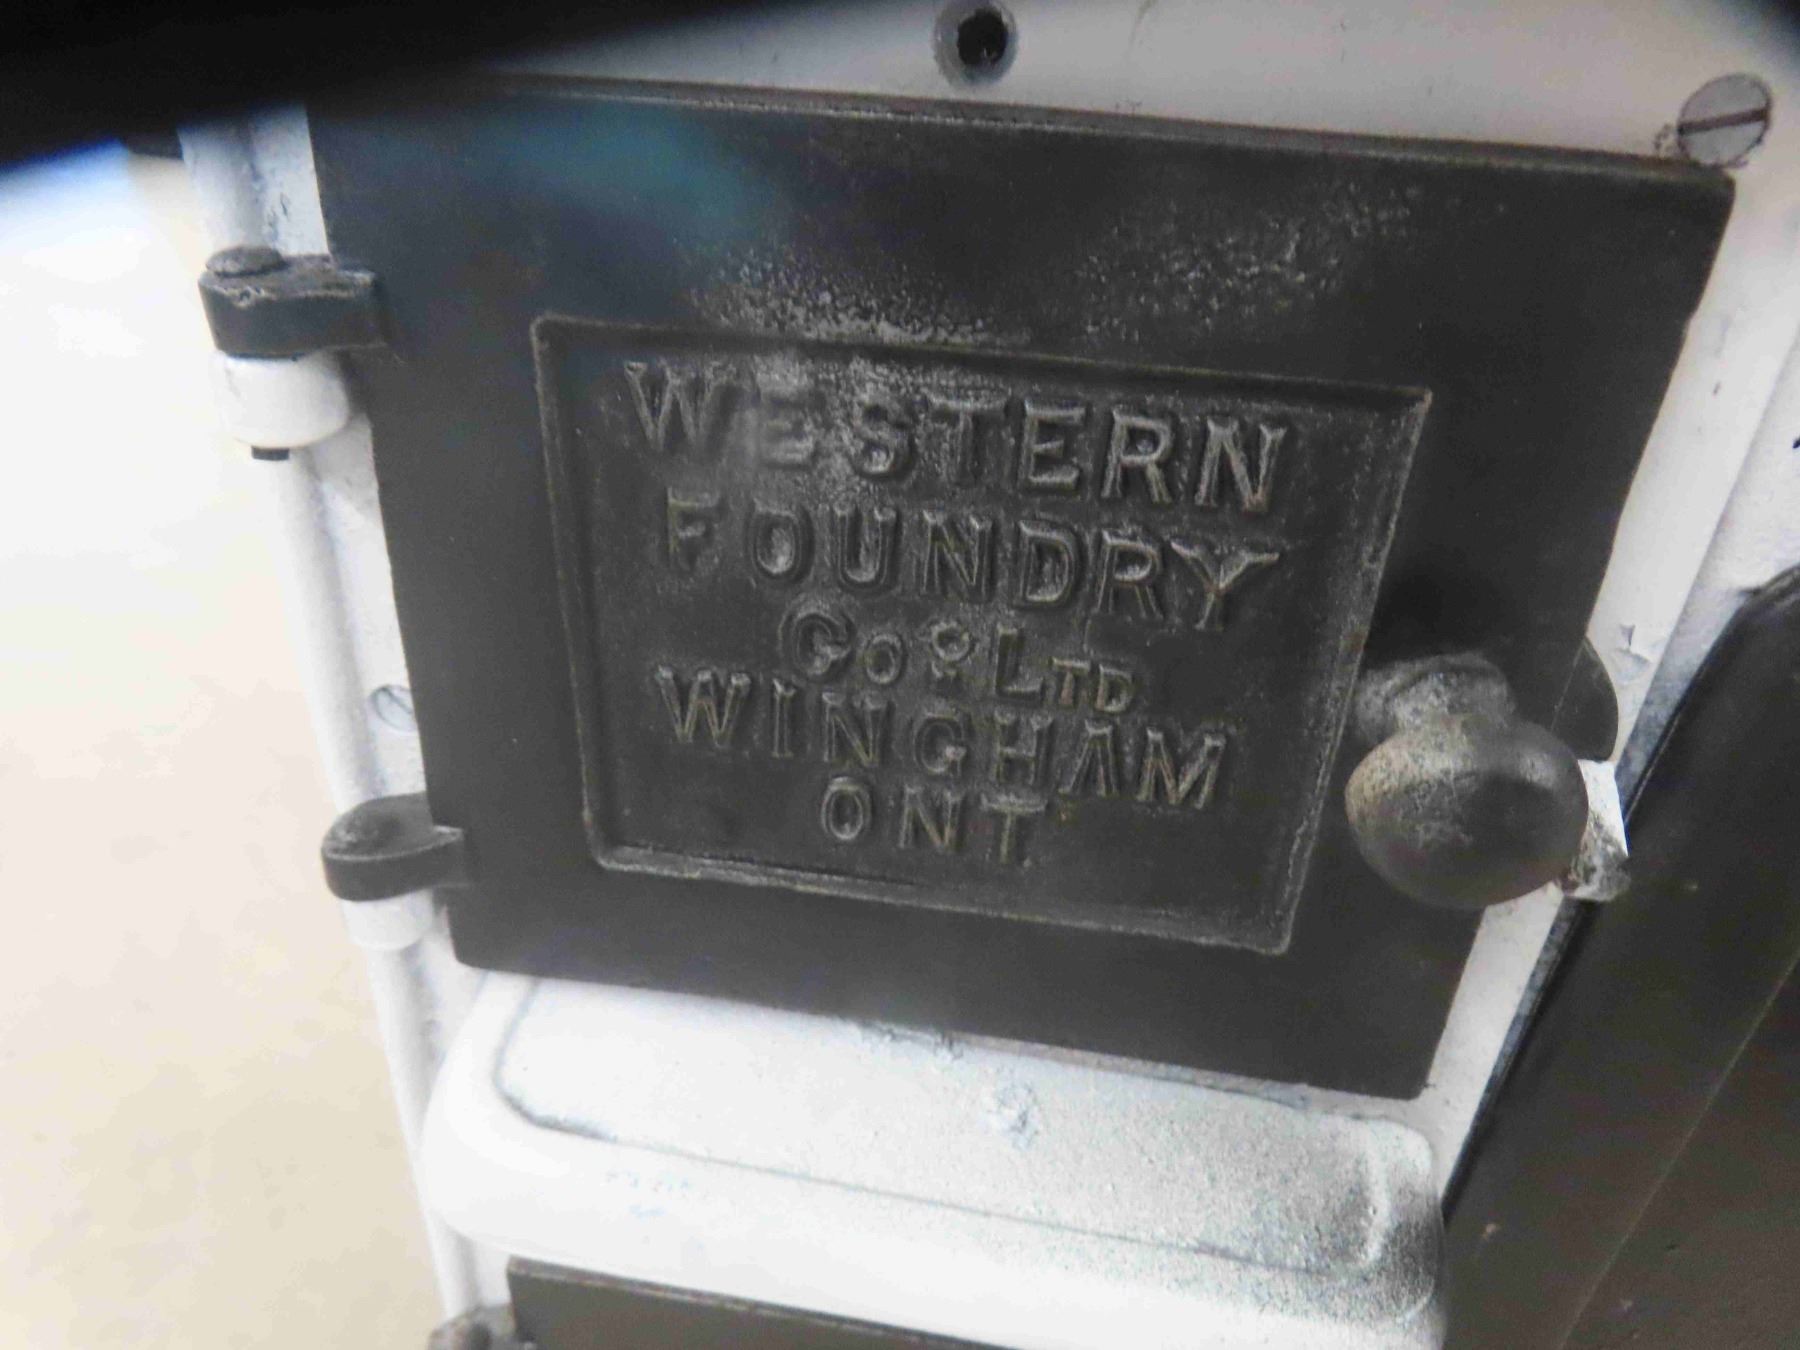 WESTERN
FOUNDRY
Co. LTD
WINGHAM
ONT.